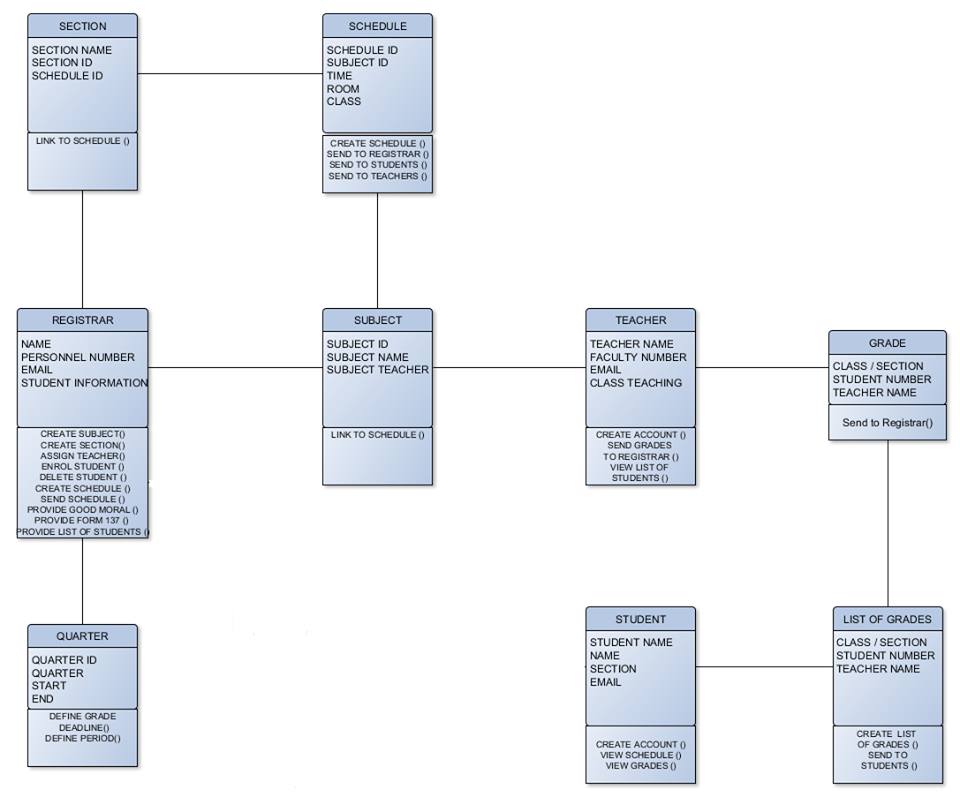 SECTION
SECTION NAME
SECTION ID
SCHEDULE ID
LINK TO SCHEDULE ()
SCHEDULE
SCHEDULE ID
SUBJECT ID
TIME
ROOM
CLASS
CREATE SCHEDULE ()
SEND TO REGISTRAR ()
SEND TO STUDENTS ()
SEND TO TEACHERS ()
REGISTRAR
NAME
PERSONNEL NUMBER
EMAIL
STUDENT INFORMATION
CREATE SUBJECT()
CREATE SECTION()
ASSIGN TEACHER()
ENROL STUDENT ()
DELETE STUDENT ()
CREATE SCHEDULE ()
SEND SCHEDULE ()
PROVIDE GOOD MORAL ()
PROVIDE FORM 137 ()
PROVIDE LIST OF STUDENTS ()
SUBJECT
SUBJECT ID
SUBJECT NAME
SUBJECT TEACHER
LINK TO SCHEDULE ()
TEACHER
TEACHER NAME
FACULTY NUMBER
EMAIL
CLASS TEACHING
CREATE ACCOUNT ()
SEND GRADES
TO REGISTRAR ()
VIEW LIST OF
STUDENTS ()
GRADE
CLASS / SECTION
STUDENT NUMBER
TEACHER NAME
Send to Registrar()
QUARTER
QUARTER ID
QUARTER
START
END
DEFINE GRADE
DEADLINE()
DEFINE PERIOD()
STUDENT
STUDENT NAME
NAME
SECTION
EMAIL
CREATE ACCOUNT ()
VIEW SCHEDULE ()
VIEW GRADES ()
LIST OF GRADES
CLASS / SECTION
STUDENT NUMBER
TEACHER NAME
CREATE LIST
OF GRADES ()
SEND TO
STUDENTS ()